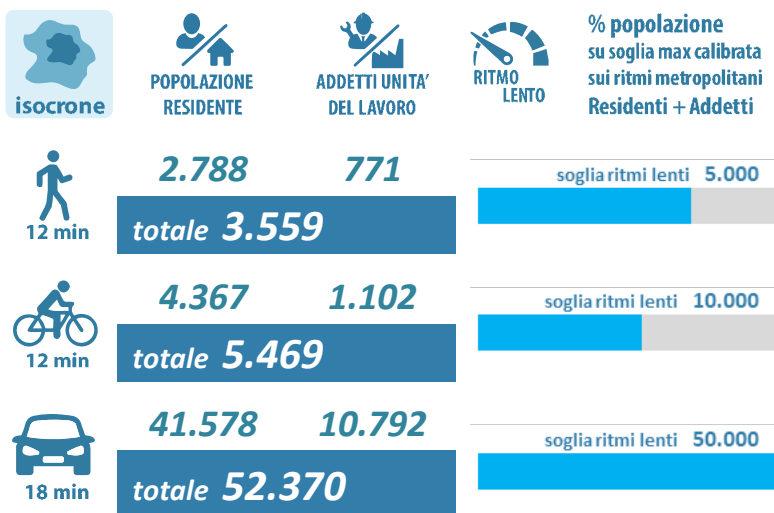 isocrone
POPOLAZIONE
RESIDENTE
ADDETTI UNITA'
DEL LAVORO
RITMO
LENTO
% popolazione
su soglia max calibrata
sui ritmi metropolitani
Residenti + Addetti
12 min
2.788 771
totale 3.559
soglia ritmi lenti 5.000
12 min
4.367 1.102
totale 5.469
soglia ritmi lenti 10.000
18 min
41.578 10.792
totale 52.370
soglia ritmi lenti 50.000